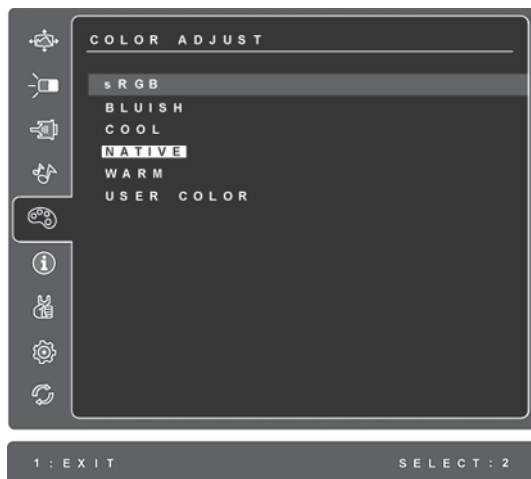 COLOR ADJUST
sRGB
BLUISH
COOL
NATIVE
WARM
USER COLOR
1:EXIT SELECT:2